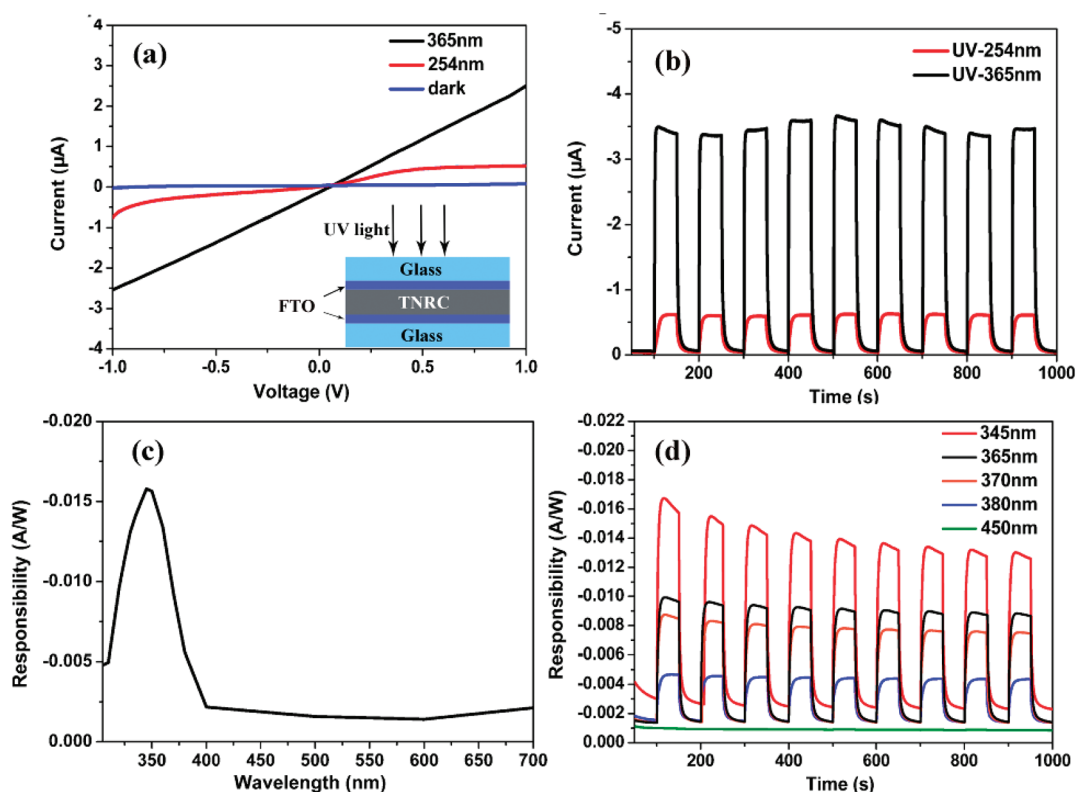 (a)
365nm
254nm
dark
UV light
Glass
FTO
TNRC
Glass
Current (μA)
4
3
2
1
0
-1
-2
-3
-4
-1.0 -0.5 0.0 0.5 1.0
Voltage (V)
(b)
UV-254nm
UV-365nm
Current (μA)
-5
-4
-3
-2
-1
0
200 400 600 800 1000
Time (s)
(c)
Responsibility (A/W)
-0.020
-0.015
-0.010
-0.005
0.000
350 400 450 500 550 600 650 700
Wavelength (nm)
(d)
345nm
365nm
370nm
380nm
450nm
Responsibility (A/W)
-0.022
-0.020
-0.018
-0.016
-0.014
-0.012
-0.010
-0.008
-0.006
-0.004
-0.002
0.000
200 400 600 800 1000
Time (s)